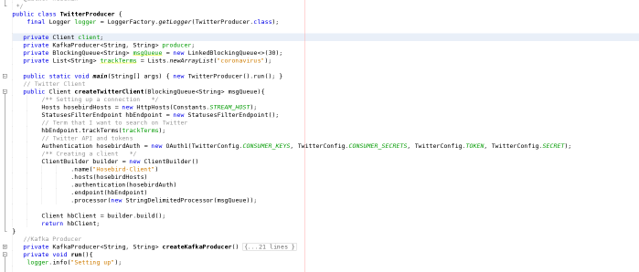 */
public class TwitterProducer {
final Logger logger = LoggerFactory.getLogger(TwitterProducer.class);
private Client client;
private KafkaProducer<String, String> producer;
private BlockingQueue<String> msgQueue = new LinkedBlockingQueue<>(30);
private List<String> trackTerms = Lists.newArrayList("coronavirus");
public static void main(String[] args) { new TwitterProducer().run(); }
// Twitter Client
public Client createTwitterClient(BlockingQueue<String> msgQueue) {
/** Setting up a connection */
Hosts hosebirdHosts = new HttpHosts(Constants.STREAM_HOST);
StatusesFilterEndpoint hbEndpoint = new StatusesFilterEndpoint();
// Term that I want to search on Twitter
hbEndpoint.trackTerms(trackTerms);
// Twitter API and tokens
Authentication hosebirdAuth = new OAuth1(TwitterConfig.CONSUMER_KEYS, TwitterConfig.CONSUMER_SECRETS, TwitterConfig.TOKEN, TwitterConfig.SECRET);
/** Creating a client */
ClientBuilder builder = new ClientBuilder()
.name("Hosebird-Client")
.hosts(hosebirdHosts)
.authentication(hosebirdAuth)
.endpoint(hbEndpoint)
.processor(new StringDelimitedProcessor(msgQueue));
Client hbClient = builder.build();
return hbClient;
}
//Kafka Producer
private KafkaProducer<String, String> createKafkaProducer() {...21 lines }
private void run(){
logger.info("Setting up");